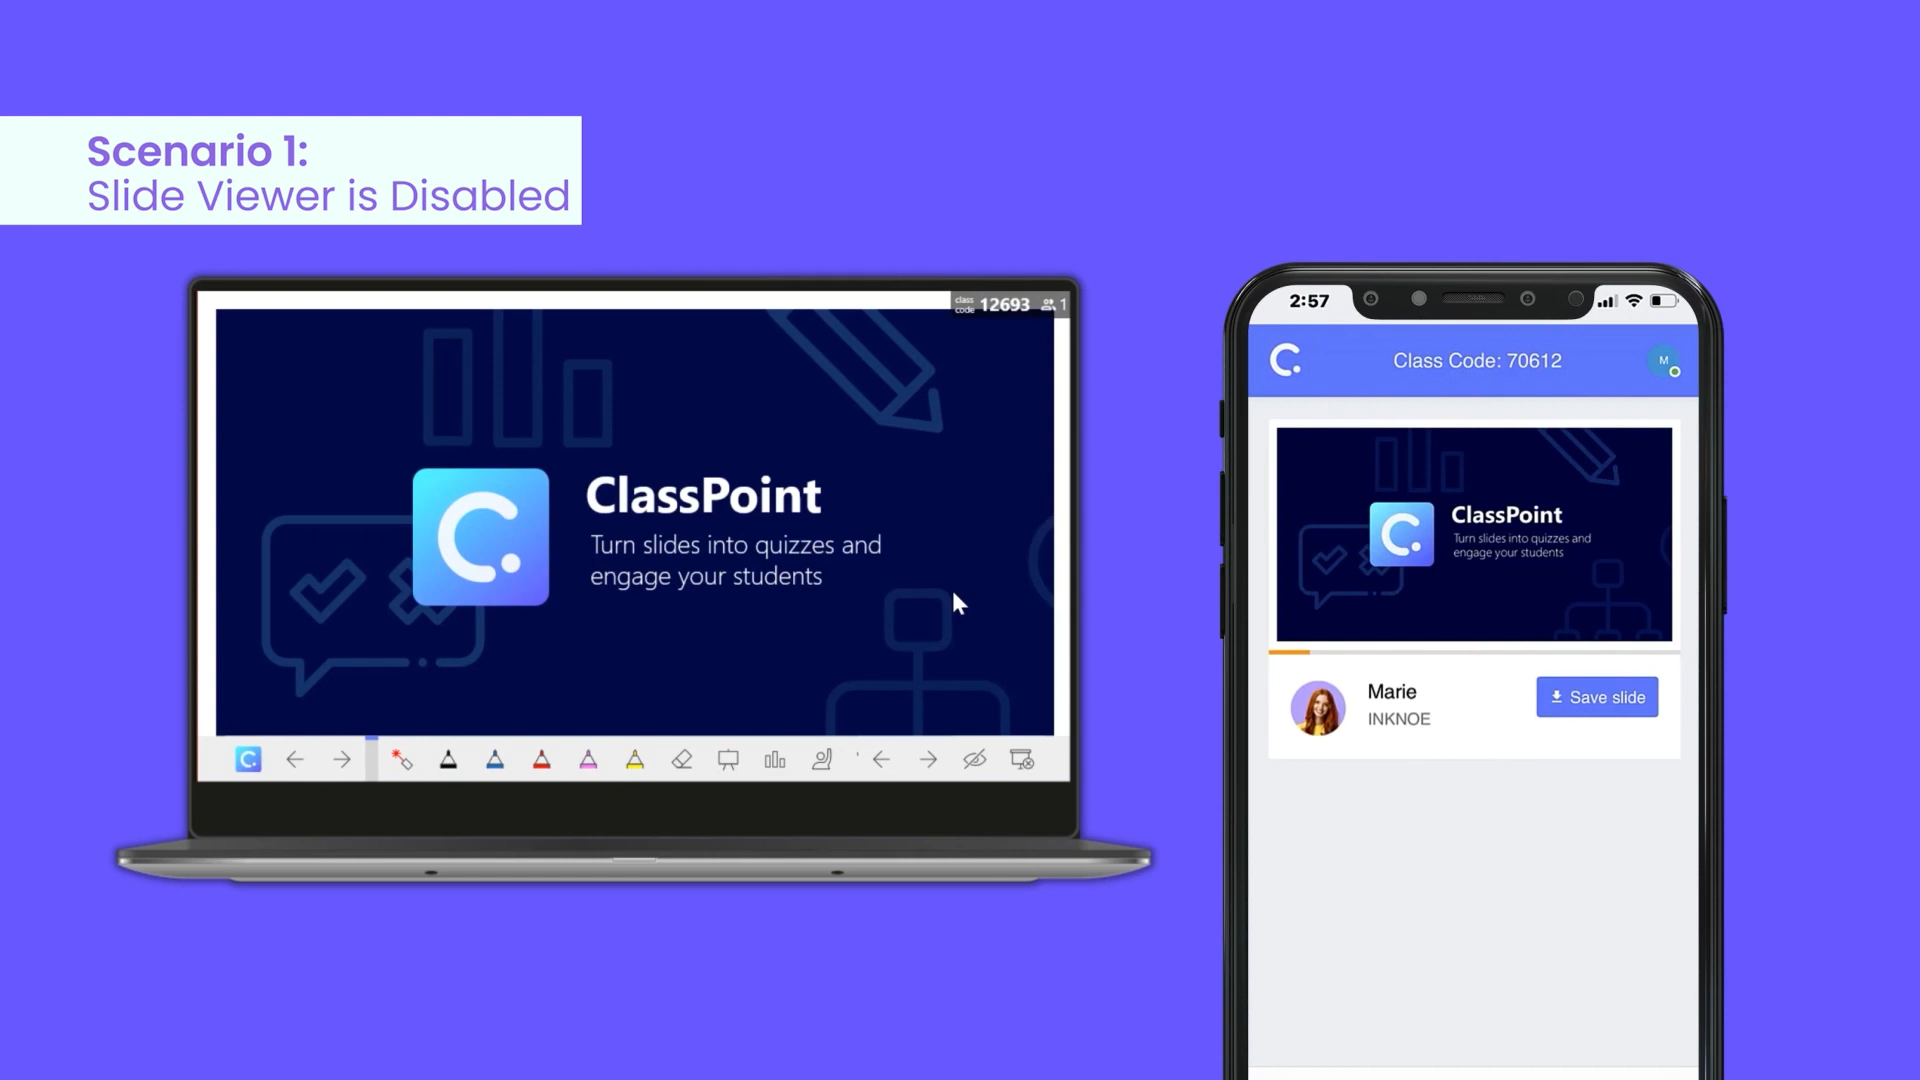 Scenario 1:
Slide Viewer is Disabled
class code 12693 1
ClassPoint
Turn slides into quizzes and
engage your students
2:57
Class Code: 70612
M
ClassPoint
Turn slides into quizzes and
engage your students
Marie
INKNOE
Save slide